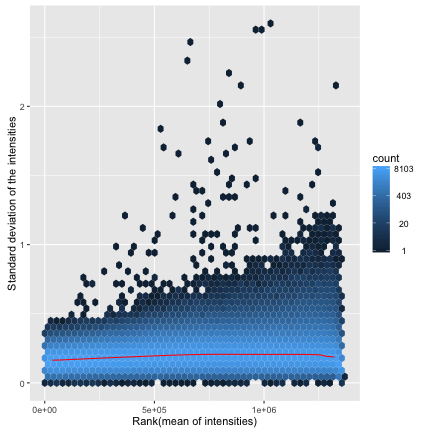 Standard deviation of the intensities
2
1
0
0e+00
5e+05
1e+06
Rank(mean of intensities)
count
8103
403
20
1